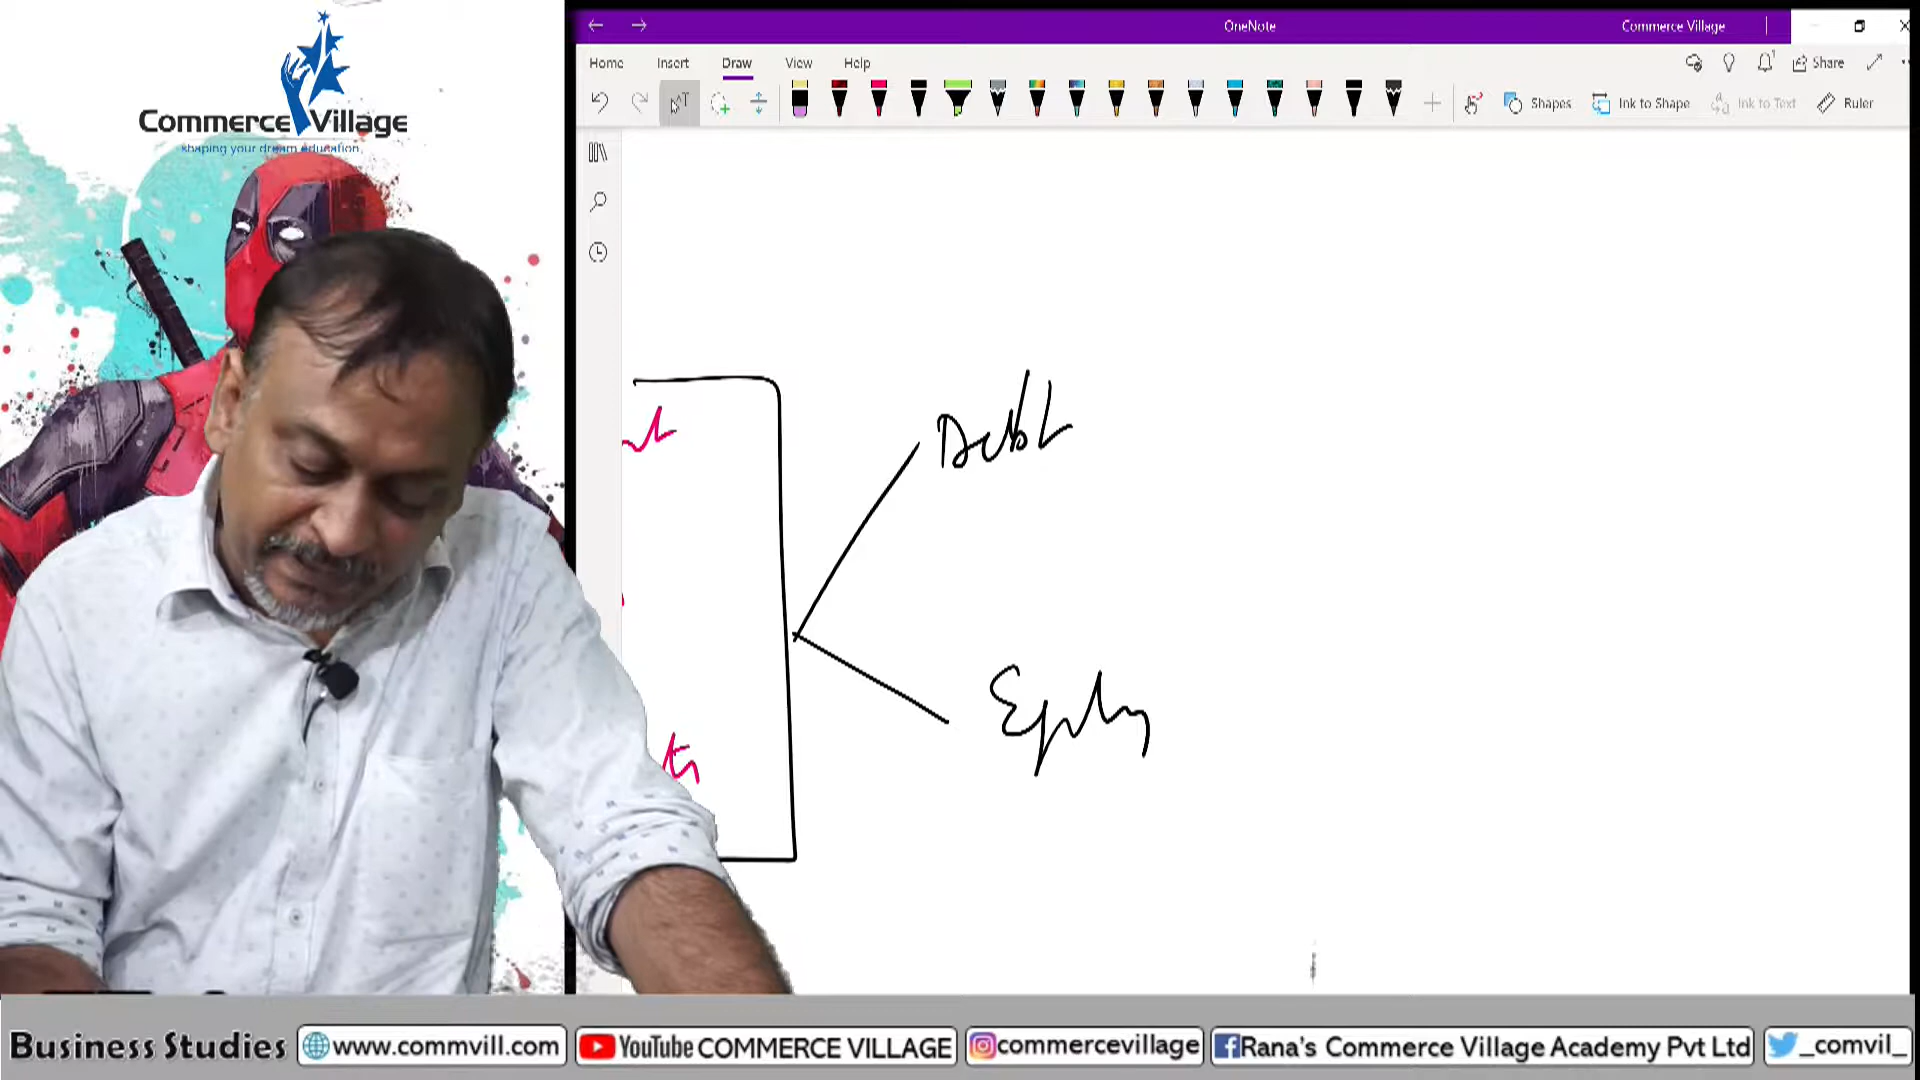 Commerce Village
shaping your dream education
OneNote
Commerce Village
Home Insert Draw View Help
Share
Shapes Ink to Shape Ink to Text Ruler
Debt
Equity
Business Studies
www.commvill.com
YouTube COMMERCE VILLAGE
commercevillage
Rana's Commerce Village Academy Pvt Ltd
_comvil_